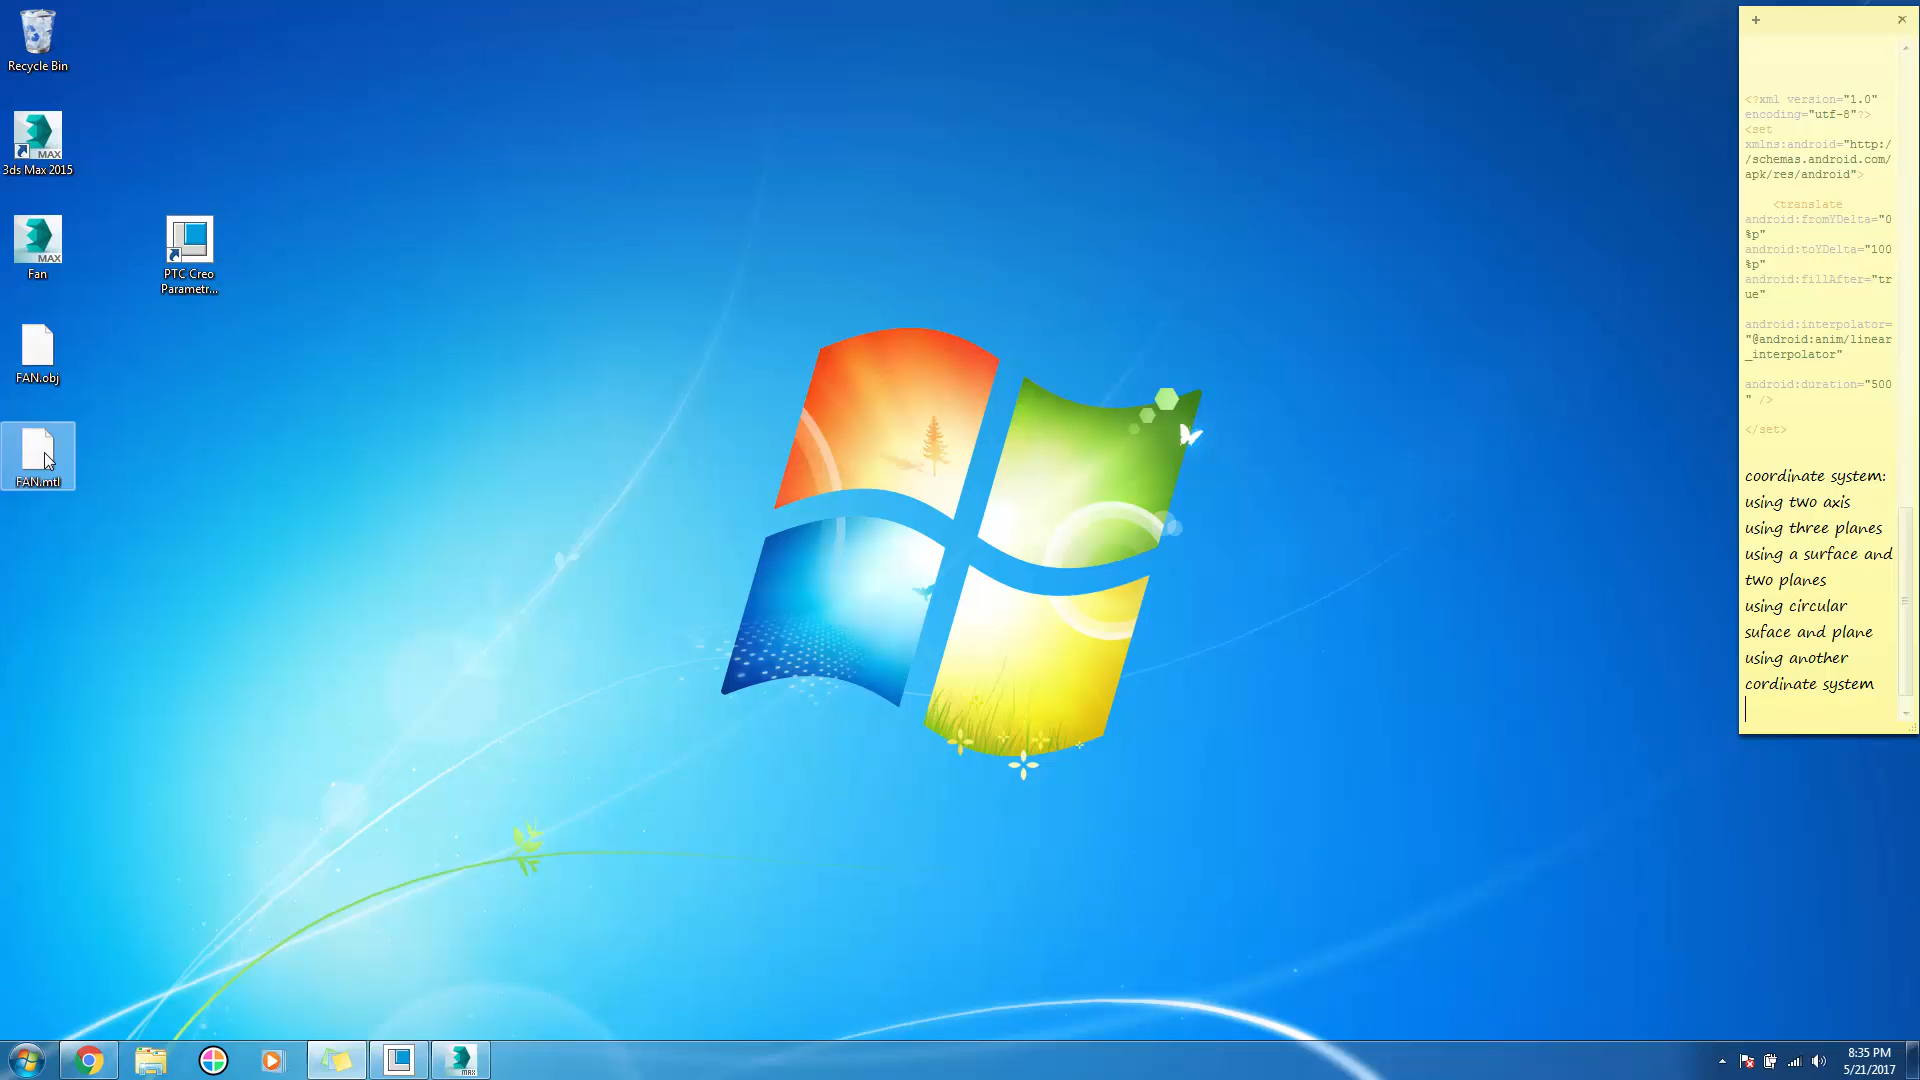 Recycle Bin
MAX
3ds Max 2015
MAX
Fan
PTC Creo
Parametr...
FAN.obj
FAN.mtl
<?xml version="1.0"
encoding="utf-8"?>
<set
xmlns:android="http:/
/schemas.android.com/
apk/res/android">
<translate
android:fromYDelta="0
%p"
android:toYDelta="100
%p"
android:fillAfter="tr
ue"
android:interpolator=
"@android:anim/linear
_interpolator"
android:duration="500
" />
</set>
coordinate system:
using two axis
using three planes
using a surface and
two planes
using circular
suface and plane
using another
cordinate system
MAX
8:35 PM
5/21/2017